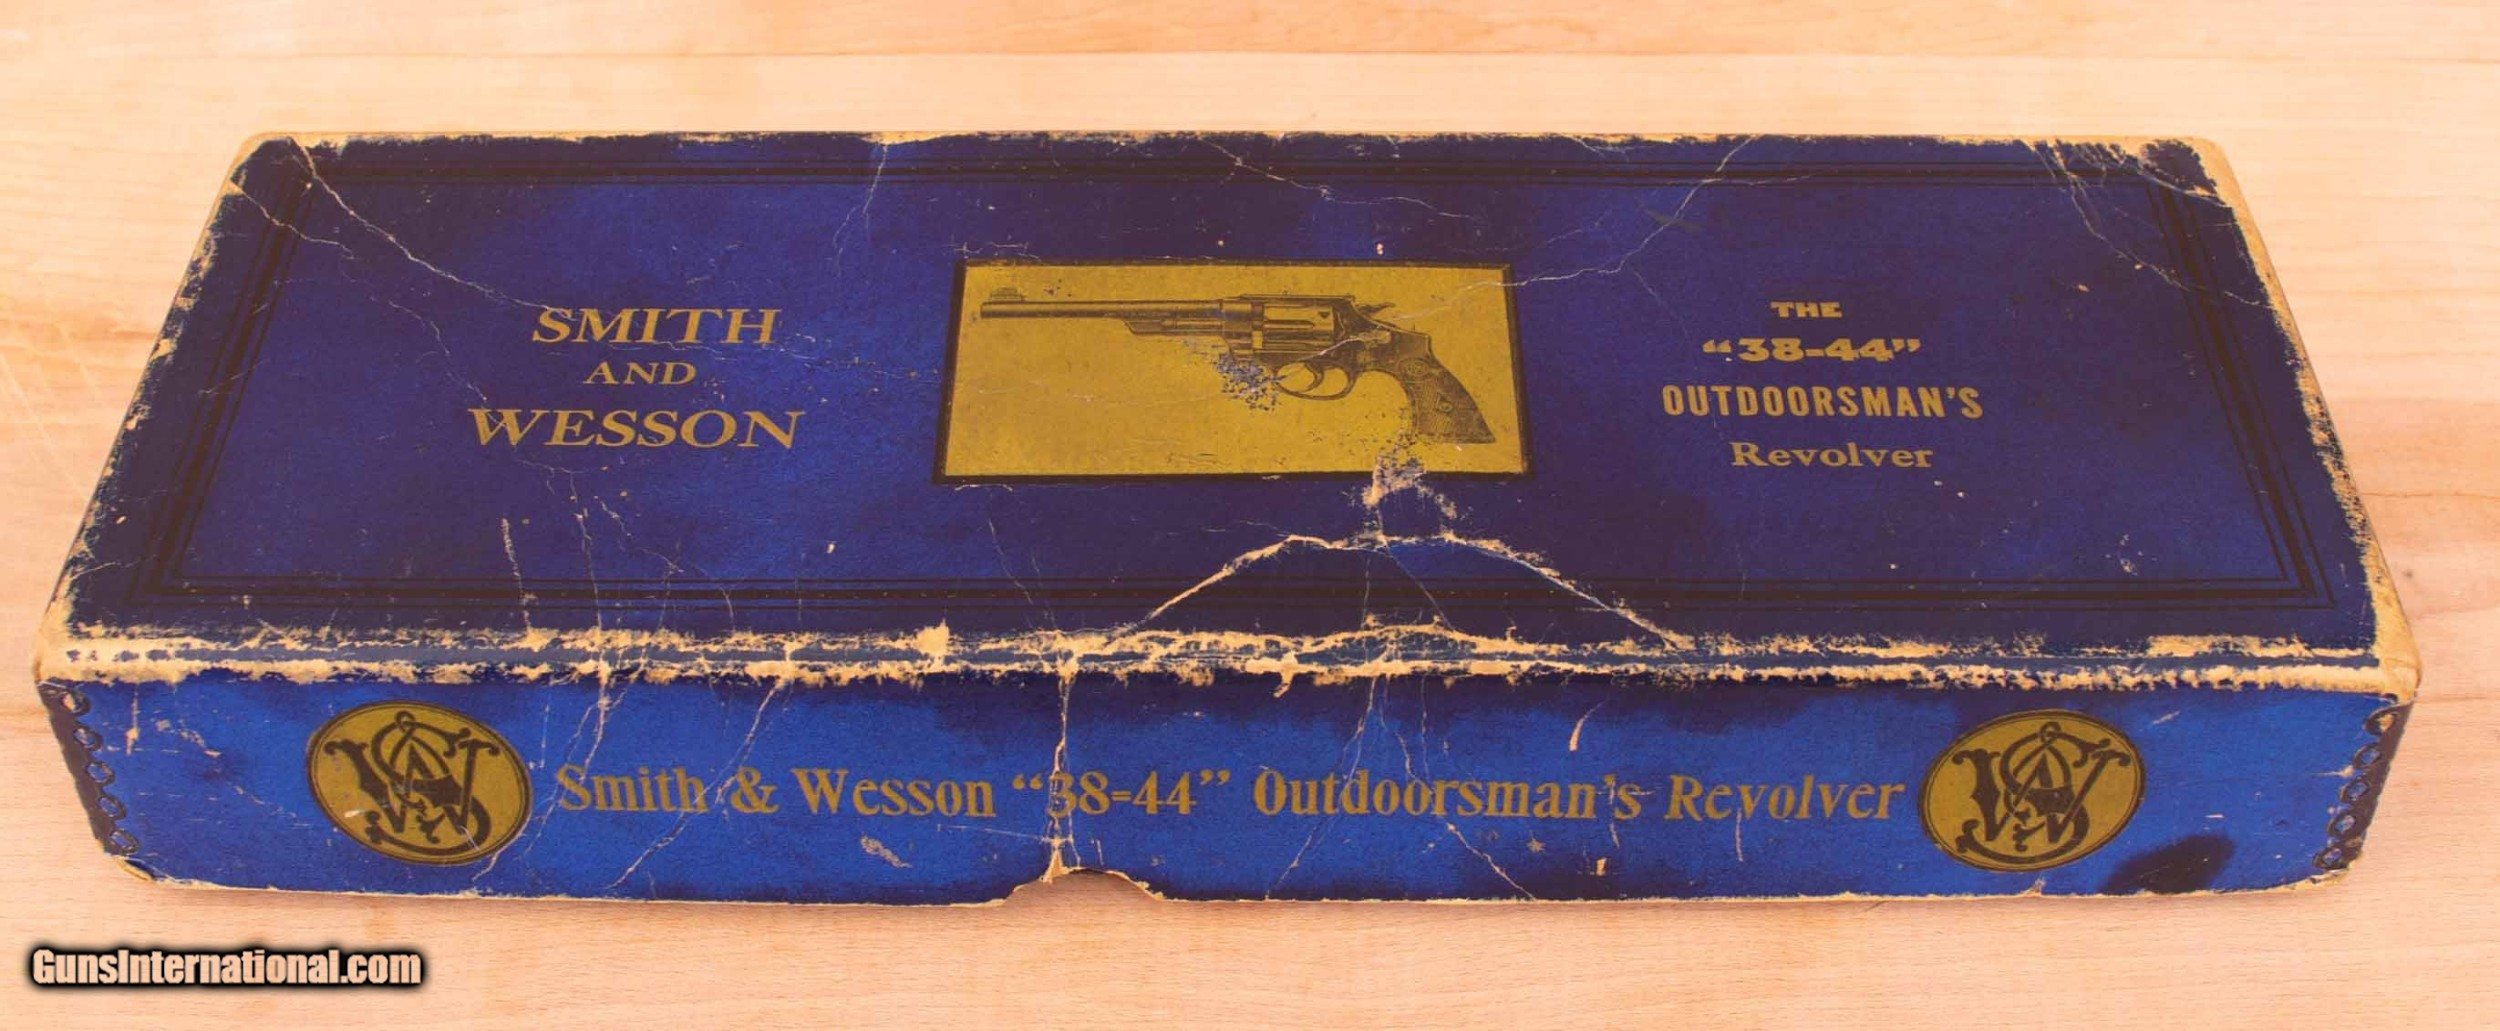 SMITH
AND
WESSON
THE
“38-44”
OUTDOORSMAN'S
Revolver
Smith & Wesson “38-44” Outdoorsman's Revolver
GunsInternational.com